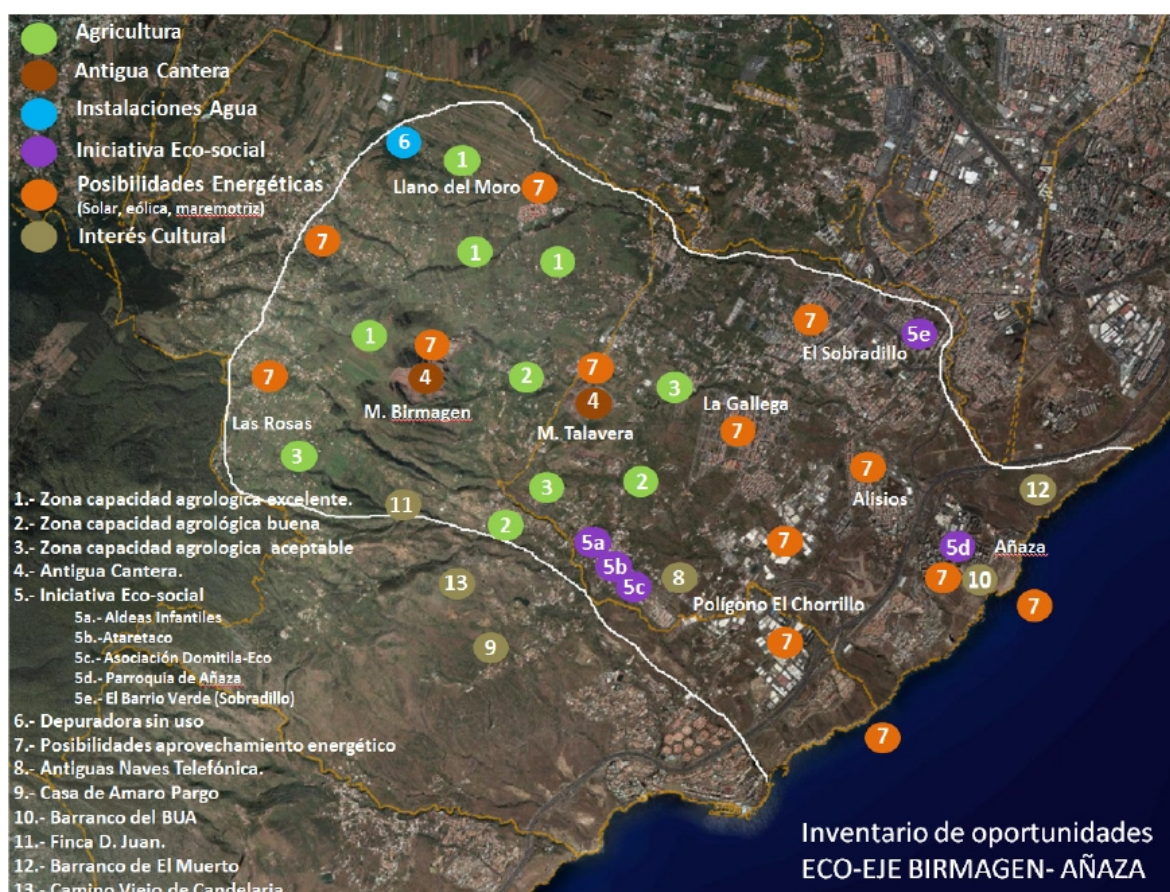 Agricultura
Antigua Cantera
Instalaciones Agua
Iniciativa Eco-social
Posibilidades Energéticas
(Solar, eólica, maremotriz)
Interés Cultural
6
1
Llano del Moro
7
7
1
1
7
El Sobradillo
5e
1
7
4
M. Birmagen
7
Las Rosas
3
2
7
4
M. Talavera
3
La Gallega
7
7
Alisios
3
2
11
2
12
5a
5b
5c
8
7
Polígono El Chorrillo
7
5d
Añaza
7
10
7
7
13
9
1.- Zona capacidad agrologica excelente.
2.- Zona capacidad agrológica buena
3.- Zona capacidad agrologica aceptable
4.- Antigua Cantera.
5.- Iniciativa Eco-social
5a.- Aldeas Infantiles
5b.-Ataretaco
5c.- Asociación Domitila-Eco
5d.- Parroquia de Añaza
5e.- El Barrio Verde (Sobradillo)
6.- Depuradora sin uso
7.- Posibilidades aprovechamiento energético
8.- Antiguas Naves Telefónica.
9.- Casa de Amaro Pargo
10.- Barranco del BUA
11.- Finca D. Juan.
12.- Barranco de El Muerto
13.- Camino Viejo de Candelaria
Inventario de oportunidades
ECO-EJE BIRMAGEN- AÑAZA